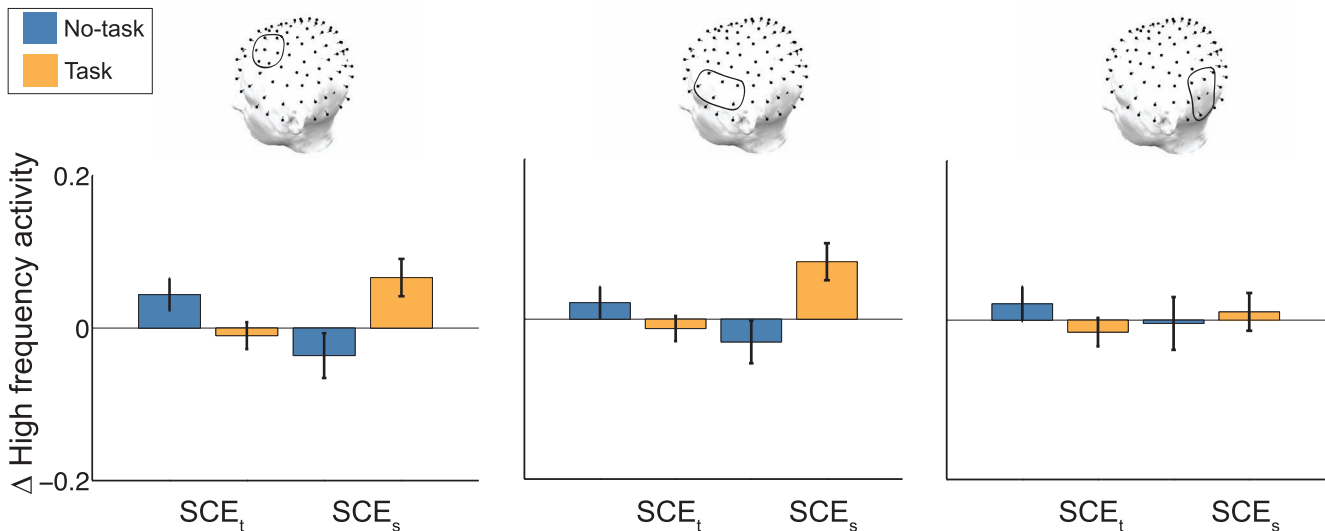 No-task
Task
Δ High frequency activity
0.2
0
−0.2
SCEt SCEs
SCEt SCEs
SCEt SCEs